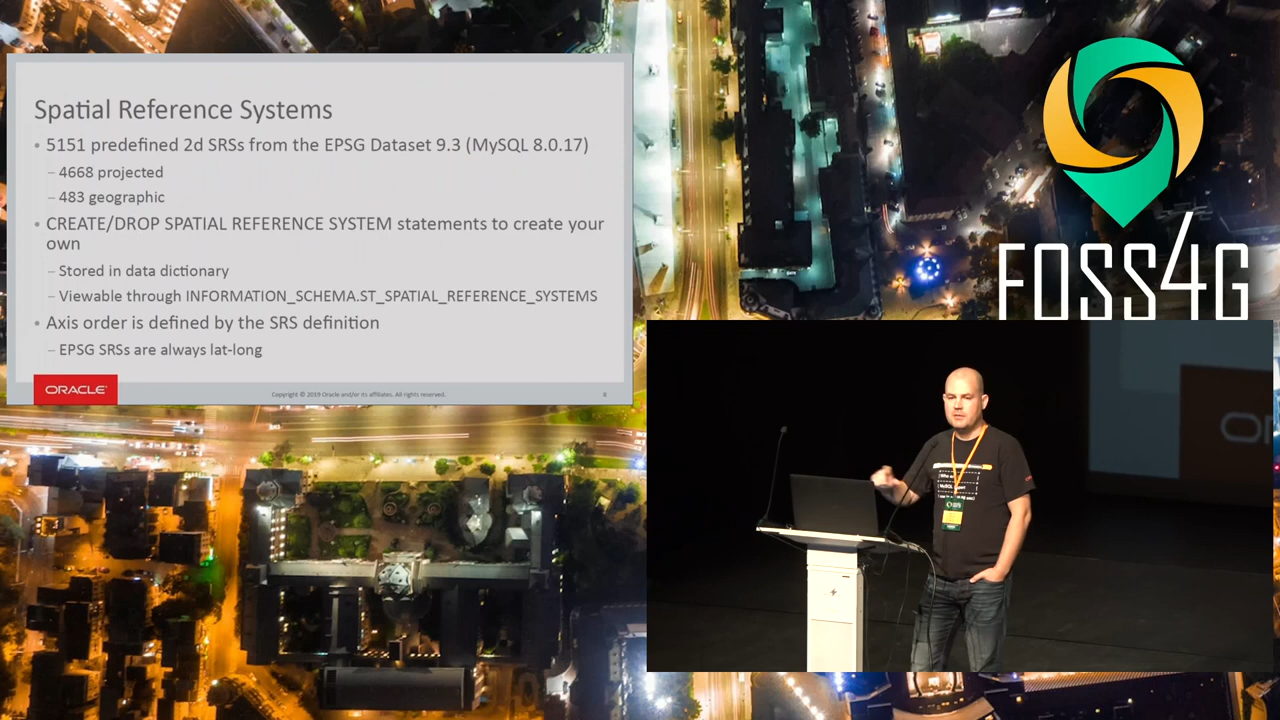 Spatial Reference Systems
• 5151 predefined 2d SRSs from the EPSG Dataset 9.3 (MySQL 8.0.17)
– 4668 projected
– 483 geographic
• CREATE/DROP SPATIAL REFERENCE SYSTEM statements to create your
own
– Stored in data dictionary
– Viewable through INFORMATION_SCHEMA.ST_SPATIAL_REFERENCE_SYSTEMS
• Axis order is defined by the SRS definition
– EPSG SRSs are always lat-long
ORACLE
Copyright © 2019 Oracle and/or its affiliates. All rights reserved.
8
FOSS4G